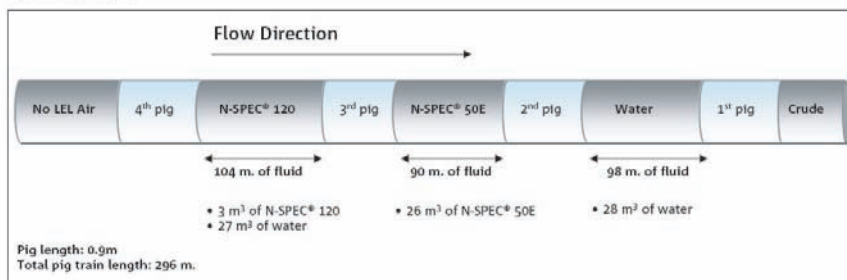 Flow Direction
No LEL Air 4th pig N-SPEC® 120 3rd pig N-SPEC® 50E 2nd pig Water 1st pig Crude
104 m. of fluid 90 m. of fluid 98 m. of fluid
• 3 m³ of N-SPEC® 120 • 26 m³ of N-SPEC® 50E • 28 m³ of water
• 27 m³ of water
Pig length: 0.9m
Total pig train length: 296 m.